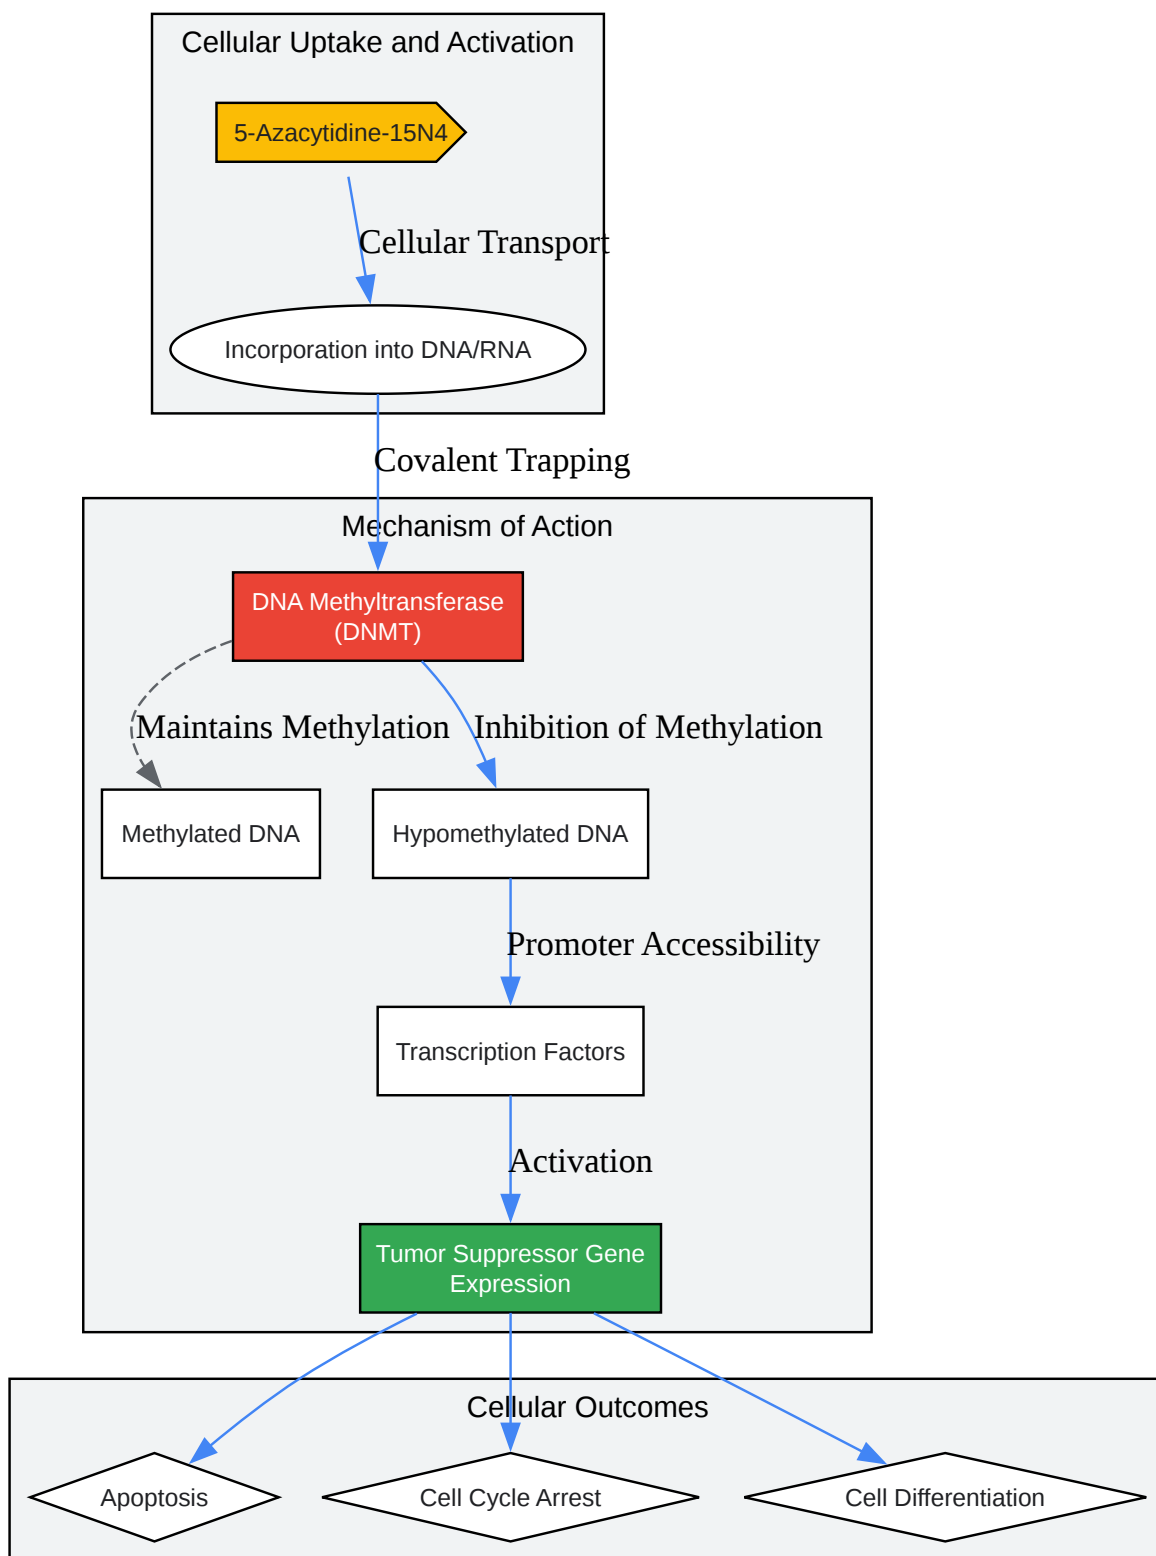 Cellular Uptake and Activation
5-Azacytidine-15N4
Cellular Transport
Incorporation into DNA/RNA
Covalent Trapping
Mechanism of Action
DNA Methyltransferase
(DNMT)
Maintains Methylation
Inhibition of Methylation
Methylated DNA
Hypomethylated DNA
Promoter Accessibility
Transcription Factors
Activation
Tumor Suppressor Gene
Expression
Cellular Outcomes
Apoptosis
Cell Cycle Arrest
Cell Differentiation